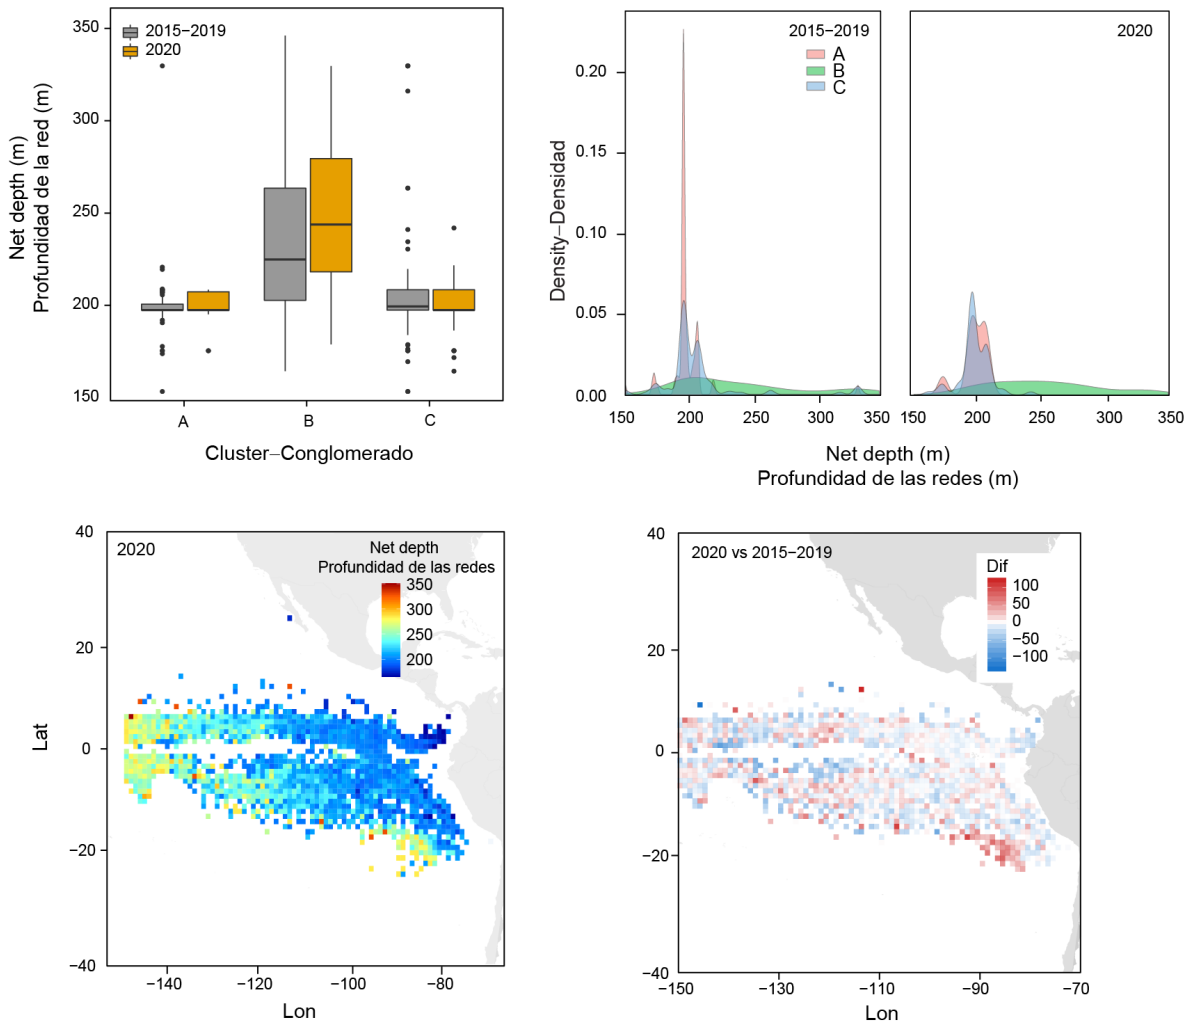 Net depth (m)
Profundidad de la red (m)
350
300
250
200
150
2015−2019
2020
A
B
C
Cluster−Conglomerado
Density−Densidad
0.20
0.15
0.10
0.05
0.00
2015−2019
A
B
C
2020
150
200
250
300
350
200
250
300
350
150
Net depth (m)
Profundidad de las redes (m)
2020
Net depth
Profundidad de las redes
350
300
250
200
Lat
40
20
0
−20
−40
−140
−120
−100
−80
Lon
2020 vs 2015−2019
Dif
100
50
0
−50
−100
40
20
0
−20
−40
−150
−130
−110
−90
−70
Lon